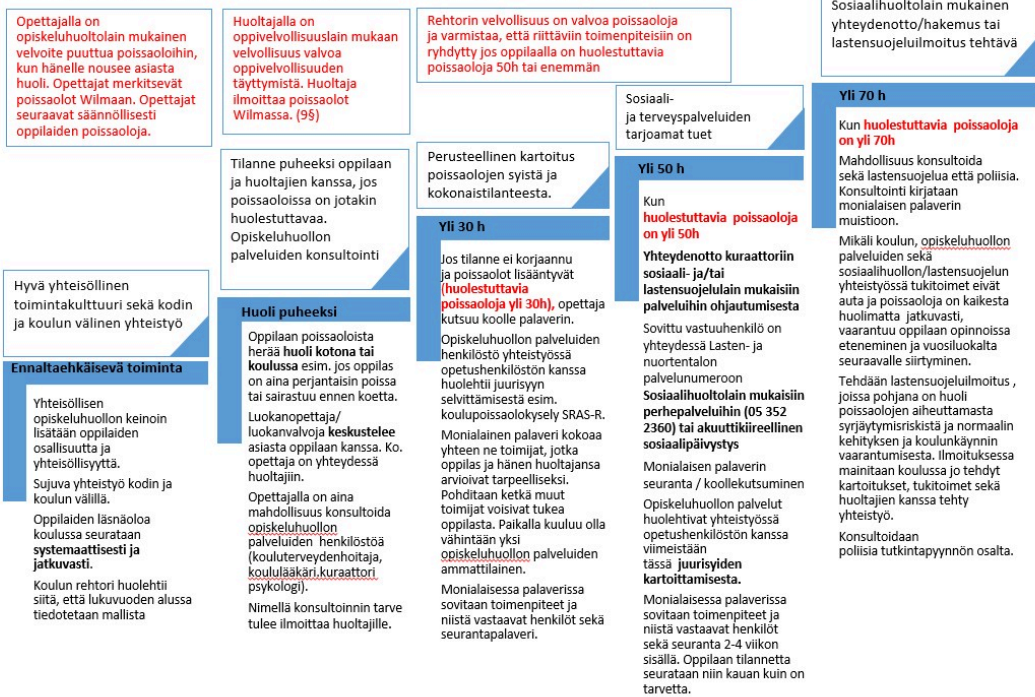 Opettajalla on
opiskeluhuoltolain mukainen
velvoite puuttua poissaoloihin,
kun hänelle nousee asiasta
huoli. Opettajat merkitsevät
poissaolot Wilmaan. Opettajat
seuraavat säännöllisesti
oppilaiden poissaoloja.
Huoltajalla on
oppivelvollisuuslain mukaan
velvollisuus valvoa
oppivelvollisuuden
täyttymistä. Huoltaja
ilmoittaa poissaolot
Wilmassa. (9§)
Rehtorin velvollisuus on valvoa poissaoloja
ja varmistaa, että riittäviin toimenpiteisiin on
ryhdytty jos oppilaalla on huolestuttavia
poissaoloja 50h tai enemmän
Sosiaalihuoltolain mukainen
yhteydenotto/hakemus tai
lastensuojeluilmoitus tehtävä
Hyvä yhteisöllinen
toimintakulttuuri sekä kodin
ja koulun välinen yhteistyö
Ennaltaehkäisevä toiminta
Yhteisöllisen
opiskeluhuollon keinoin
lisätään oppilaiden
osallisuutta ja
yhteisöllisyyttä.
Sujuva yhteistyö kodin ja
koulun välillä.
Oppilaiden läsnäoloa
koulussa seurataan
systemaattisesti ja
jatkuvasti.
Koulun rehtori huolehtii
siitä, että lukuvuoden alussa
tiedotetaan mallista
Tilanne puheeksi oppilaan
ja huoltajien kanssa, jos
poissaoloissa on jotakin
huolestuttavaa.
Opiskeluhuollon
palveluiden konsultointi
Huoli puheeksi
Oppilaan poissaoloista
herää huoli kotona tai
koulussa esim. jos oppilas
on aina perjantaisin poissa
tai sairastuu ennen koetta.
Luokanopettaja/
luokanvalvoja keskustelee
asiasta oppilaan kanssa. Ko.
opettaja on yhteydessä
huoltajiin.
Opettajalla on aina
mahdollisuus konsultoida
opiskeluhuollon
palveluiden henkilöstöä
(kouluterveydenhoitaja,
koululääkäri,kuraattori
psykologi).
Nimellä konsultoinnin tarve
tulee ilmoittaa huoltajille.
Perusteellinen kartoitus
poissaolojen syistä ja
kokonaistilanteesta.
Yli 30 h
Jos tilanne ei korjaannu
ja poissaolot lisääntyvät
(huolestuttavia
poissaoloja yli 30h), opettaja
kutsuu koolle palaverin.
Opiskeluhuollon palveluiden
henkilöstö yhteistyössä
opetushenkilöstön kanssa
huolehtii juurisyyn
selvittämisestä esim.
koulupoissaolokysely SRAS-R.
Monialainen palaveri kokoaa
yhteen ne toimijat, jotka
oppilas ja hänen huoltajansa
arvioivat tarpeelliseksi.
Pohditaan ketkä muut
toimijat voisivat tukea
oppilasta. Paikalla kuuluu olla
vähintään yksi
opiskeluhuollon palveluiden
ammattilainen.
Monialaisessa palaverissa
sovitaan toimenpiteet ja
niistä vastaavat henkilöt sekä
seurantapalaveri.
Sosiaali-
ja terveyspalveluiden
tarjoamat tuet
Yli 50 h
Kun
huolestuttavia poissaoloja
on yli 50h
Yhteydenotto kuraattoriin
sosiaali- ja/tai
lastensuojelulain mukaisiin
palveluihin ohjautumisesta
Sovittu vastuuhenkilö on
yhteydessä Lasten- ja
nuortentalon
palvelunumeroon
Sosiaalihuoltolain mukaisiin
perhepalveluihin (05 352
2360) tai akuuttikiireellinen
sosiaalipäivystys
Monialaisen palaverin
seuranta / koollekutsuminen
Opiskeluhuollon palvelut
huolehtivat yhteistyössä
opetushenkilöstön kanssa
viimeistään
tässä juurisyiden
kartoittamisesta.
Monialaisessa palaverissa
sovitaan toimenpiteet ja
niistä vastaavat henkilöt
sekä seuranta 2-4 viikon
sisällä. Oppilaan tilannetta
seurataan niin kauan kuin on
tarvetta.
Yli 70 h
Kun huolestuttavia poissaoloja
on yli 70h
Mahdollisuus konsultoida
sekä lastensuojelua että poliisia.
Konsultointi kirjataan
monialaisen palaverin
muistioon.
Mikäli koulun, opiskeluhuollon
palveluiden sekä
sosiaalihuollon/lastensuojelun
yhteistyössä tukitoimet eivät
auta ja poissaoloja on kaikesta
huolimatta jatkuvasti,
vaarantuu oppilaan opinnoissa
eteneminen ja vuosiluokalta
seuraavalle siirtyminen.
Tehdään lastensuojeluilmoitus ,
joissa pohjana on huoli
poissaolojen aiheuttamasta
syrjäytymisriskistä ja normaalin
kehityksen ja koulunkäynnin
vaarantumisesta. Ilmoituksessa
mainitaan koulussa jo tehdyt
kartoitukset, tukitoimet sekä
huoltajien kanssa tehty
yhteistyö.
Konsultoidaan
poliisia tutkintapyynnön osalta.